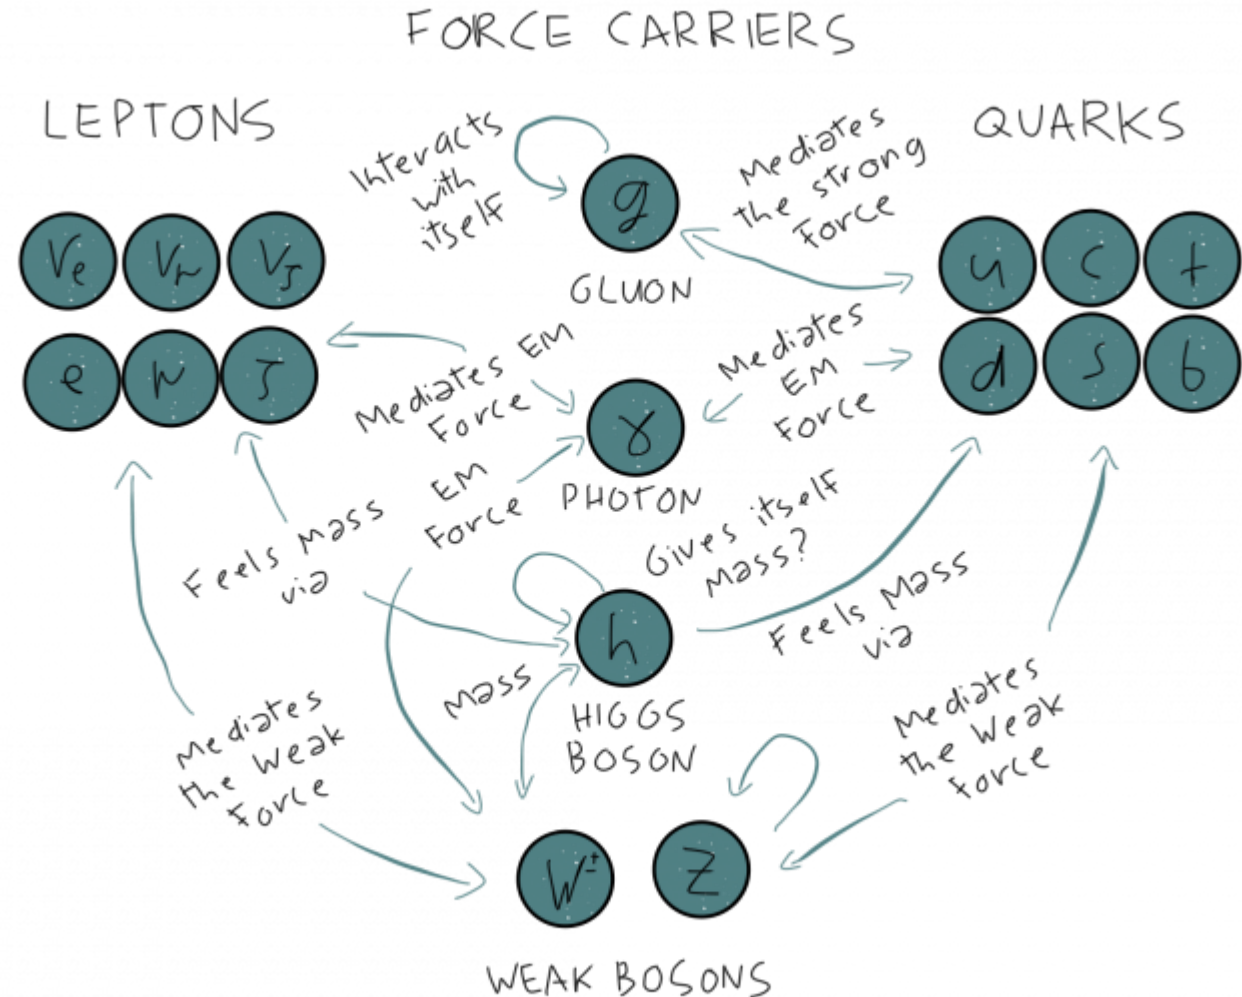 FORCE CARRIERS
LEPTONS
QUARKS
Interacts
with
itself
g
GLUON
Mediates
the strong
Force
νe νμ ντ
e μ τ
u c t
d s b
Mediates EM
Force
γ
PHOTON
Mediates
EM
Force
EM
Force
Feels Mass
via
Gives itself
Mass?
h
HIGGS
BOSON
Feels Mass
via
Mass
Mediates
the Weak
Force
Mediates
the Weak
Force
W±
Z
WEAK BOSONS